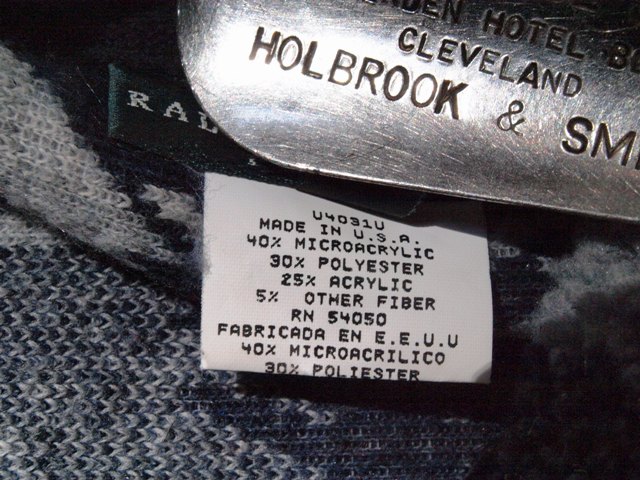 HOTEL
CLEVELAND
HOLBROOK &
RAL
U4031U
MADE IN U.S.A.
40% MICROACRYLIC
30% POLYESTER
25% ACRYLIC
5% OTHER FIBER
RN 54050
FABRICADA EN E.E.U.U
40% MICROACRILICO
30% POLIESTER